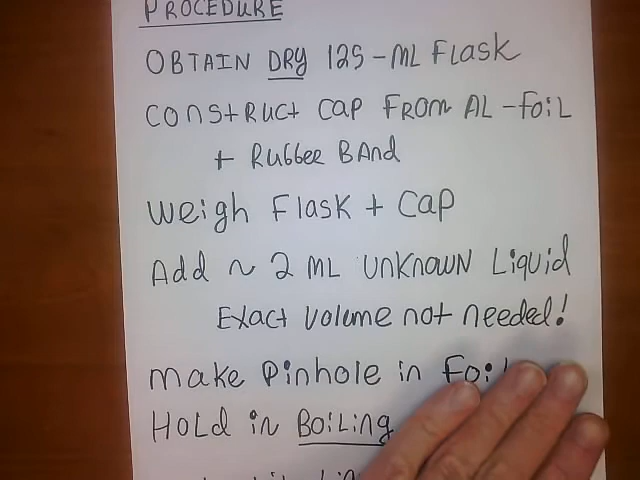 PROCEDURE
OBTAIN DRY 125-ML Flask
Construct Cap From AL-Foil
+ Rubber BAnd
Weigh Flask + Cap
Add ~ 2 ML Unknown Liquid
Exact Volume not needed!
Make Pinhole in Foil
Hold in Boiling